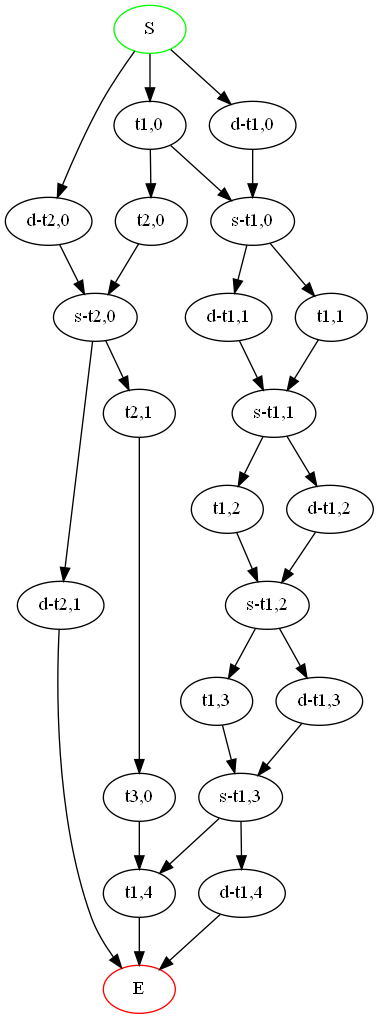 S
t1,0
d-t1,0
d-t2,0
t2,0
s-t1,0
s-t2,0
d-t1,1
t1,1
t2,1
s-t1,1
t1,2
d-t1,2
d-t2,1
s-t1,2
t1,3
d-t1,3
t3,0
s-t1,3
t1,4
d-t1,4
E